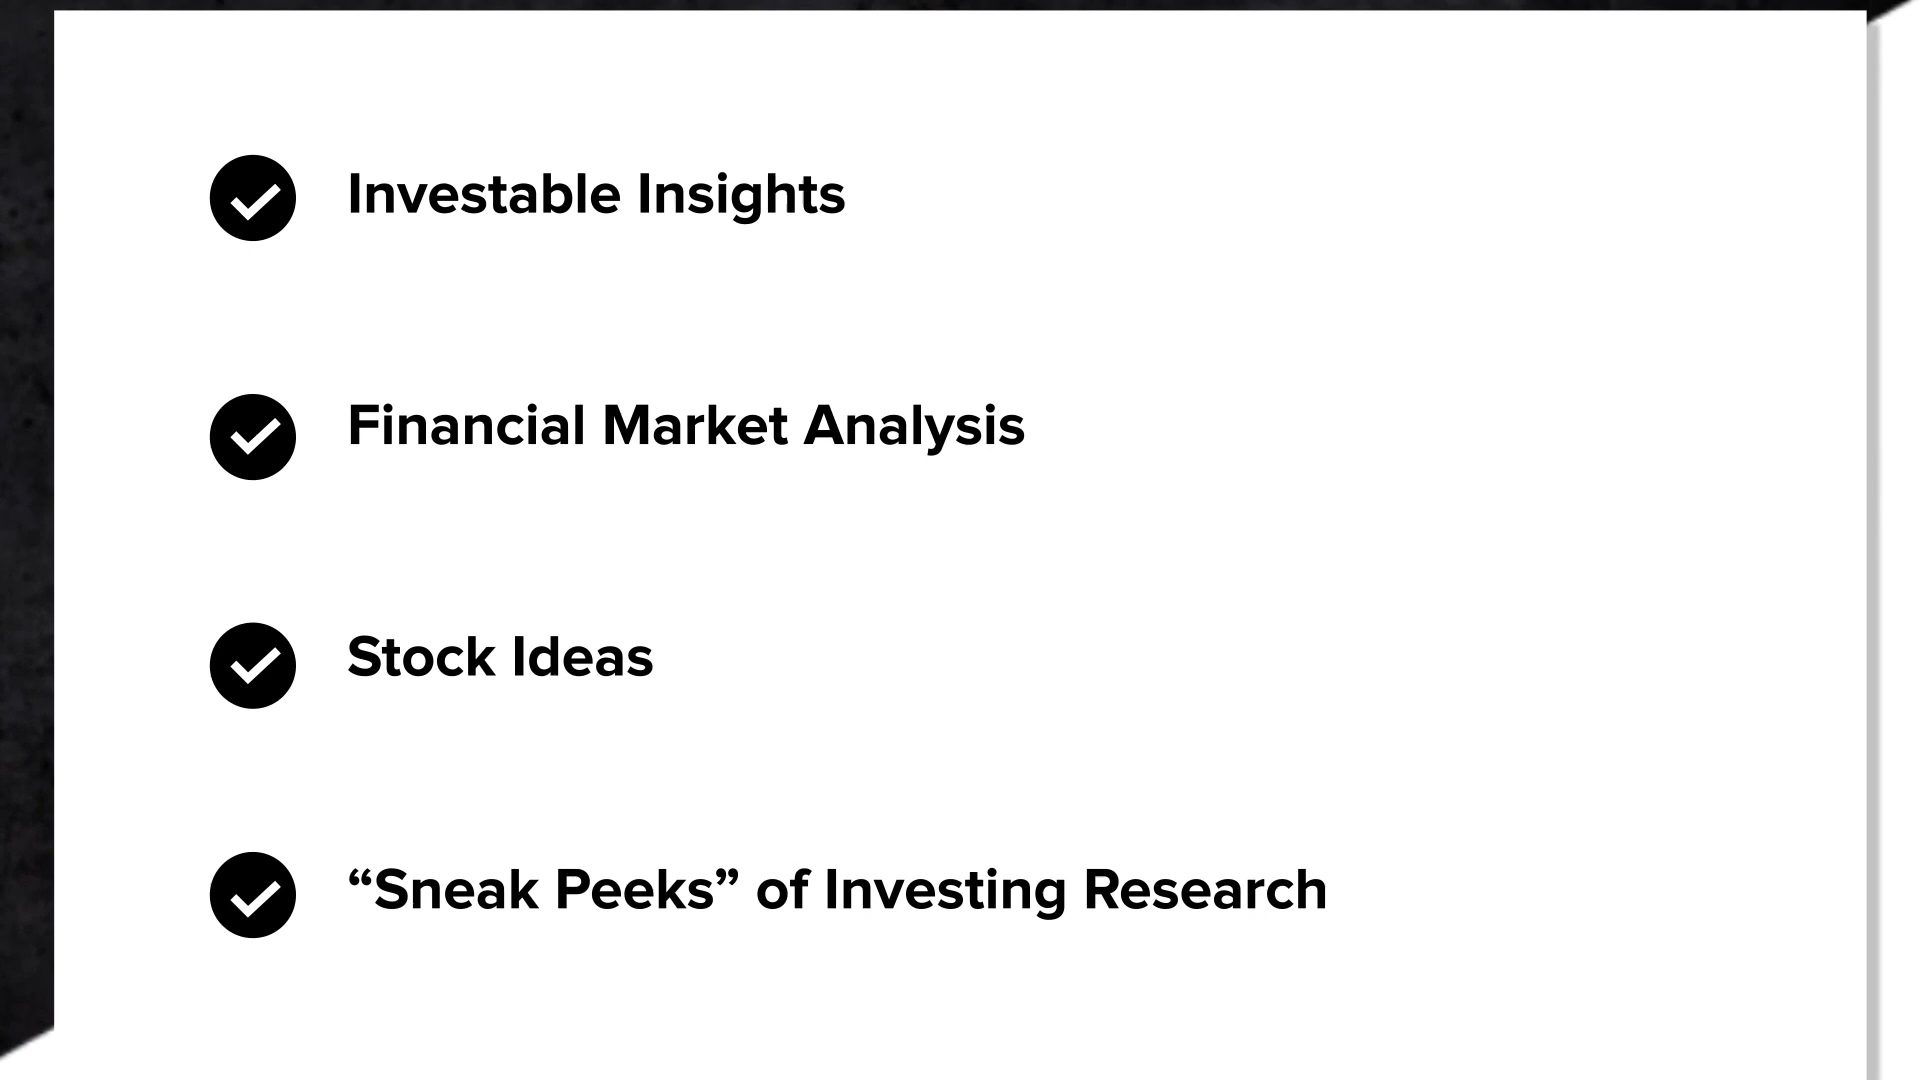 Investable Insights
Financial Market Analysis
Stock Ideas
“Sneak Peeks” of Investing Research